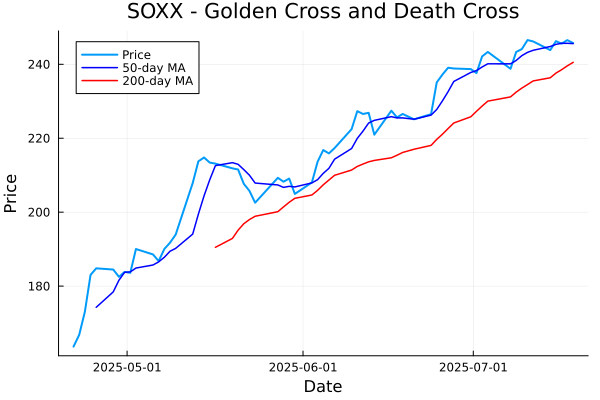 SOXX - Golden Cross and Death Cross
Price
50-day MA
200-day MA
Price
240
220
200
180
2025-05-01
2025-06-01
2025-07-01
Date